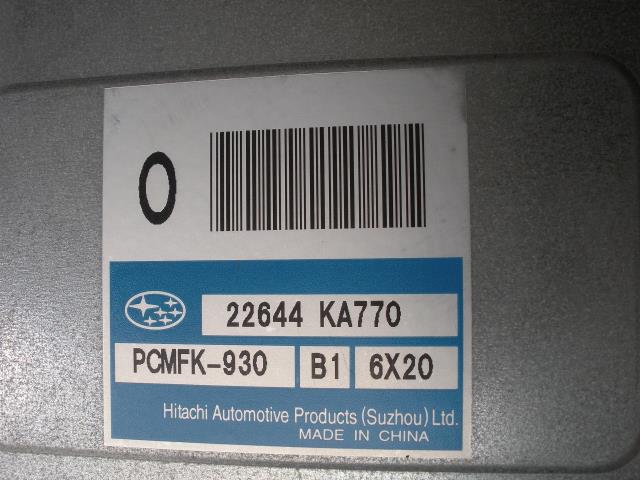 0
22644 KA770
PCMFK-930 B1 6X20
Hitachi Automotive Products (Suzhou) Ltd.
MADE IN CHINA